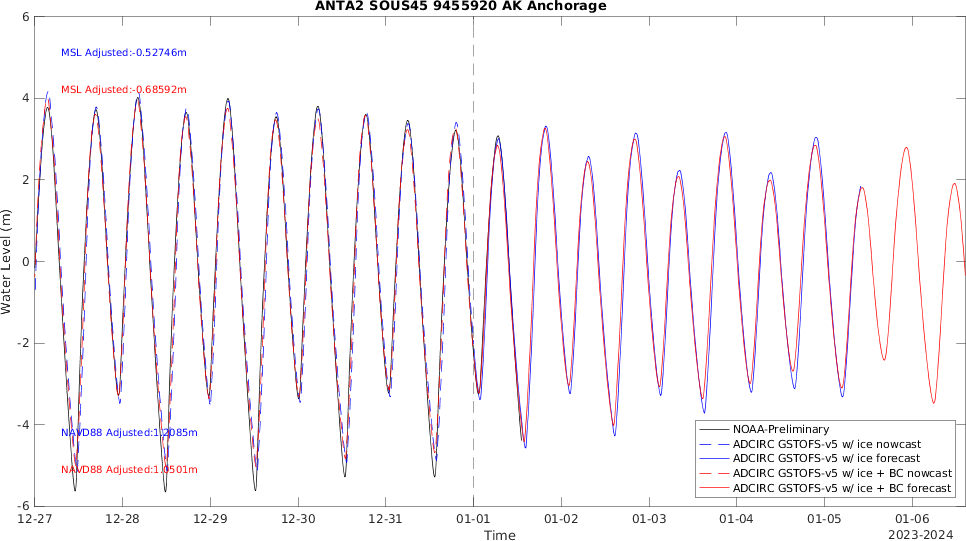 ANTA2 SOUS45 9455920 AK Anchorage
MSL Adjusted:-0.52746m
MSL Adjusted:-0.68592m
NAVD88 Adjusted:1.2085m
NAVD88 Adjusted:1.0501m
Water Level (m)
6
4
2
0
-2
-4
-6
NOAA-Preliminary
ADCIRC GSTOFS-v5 w/ ice nowcast
ADCIRC GSTOFS-v5 w/ ice forecast
ADCIRC GSTOFS-v5 w/ ice + BC nowcast
ADCIRC GSTOFS-v5 w/ ice + BC forecast
12-27 12-28 12-29 12-30 12-31 01-01 01-02 01-03 01-04 01-05 01-06
Time
2023-2024